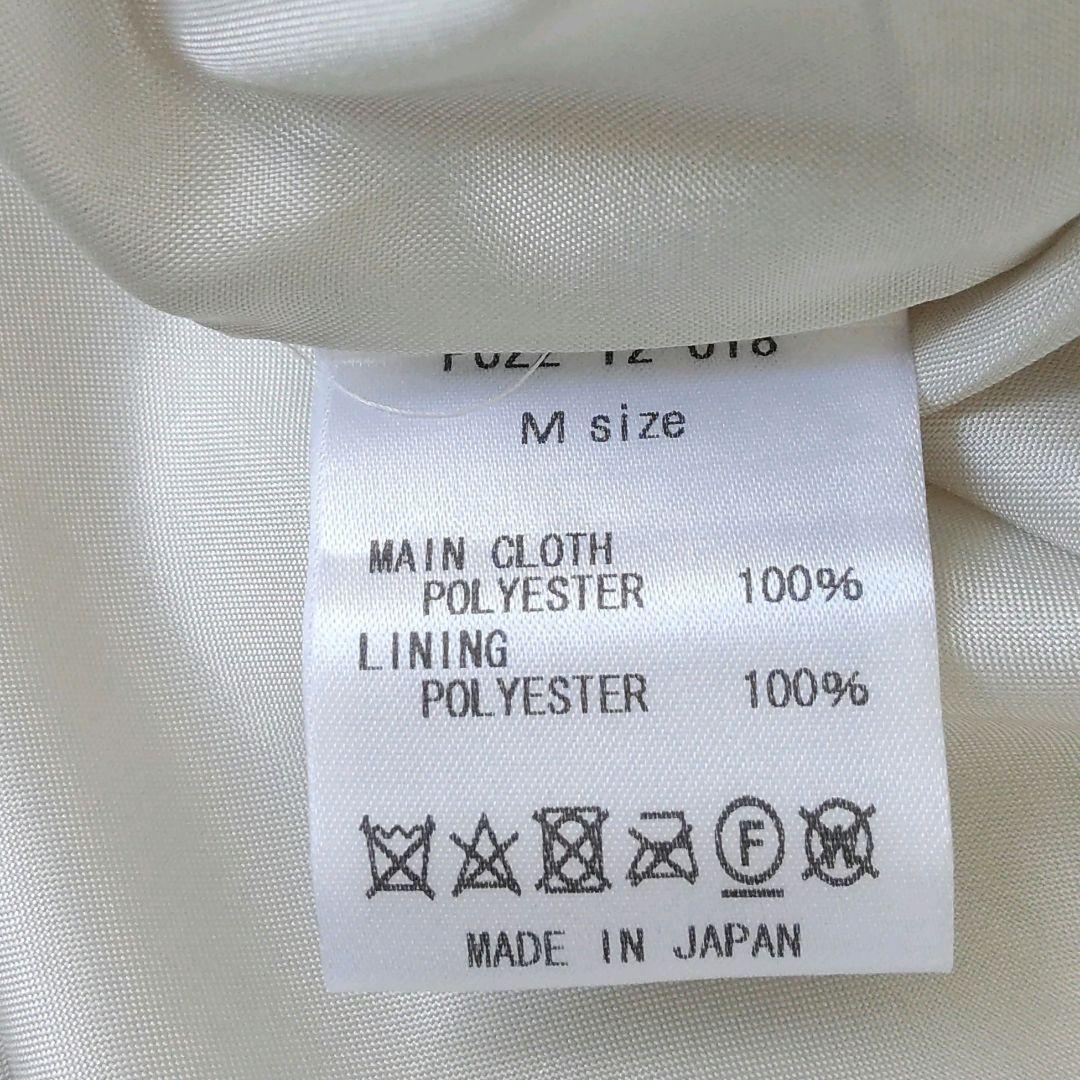 M size
MAIN CLOTH
POLYESTER 100%
LINING
POLYESTER 100%
F W
MADE IN JAPAN